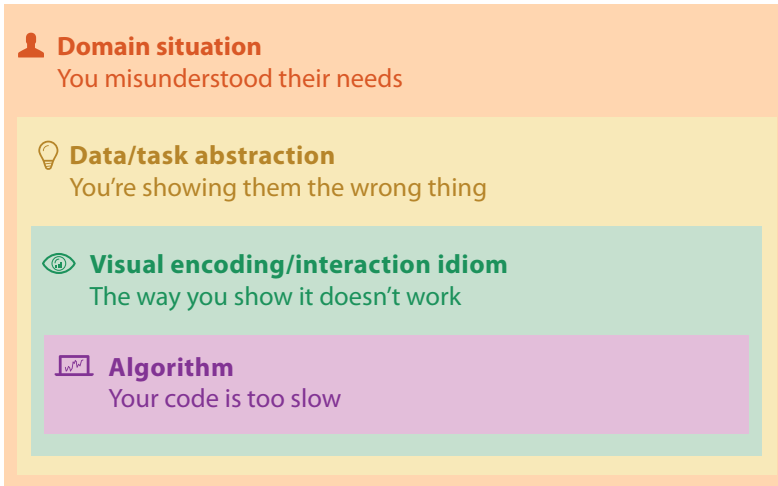 Domain situation
You misunderstood their needs
Data/task abstraction
You’re showing them the wrong thing
Visual encoding/interaction idiom
The way you show it doesn’t work
Algorithm
Your code is too slow